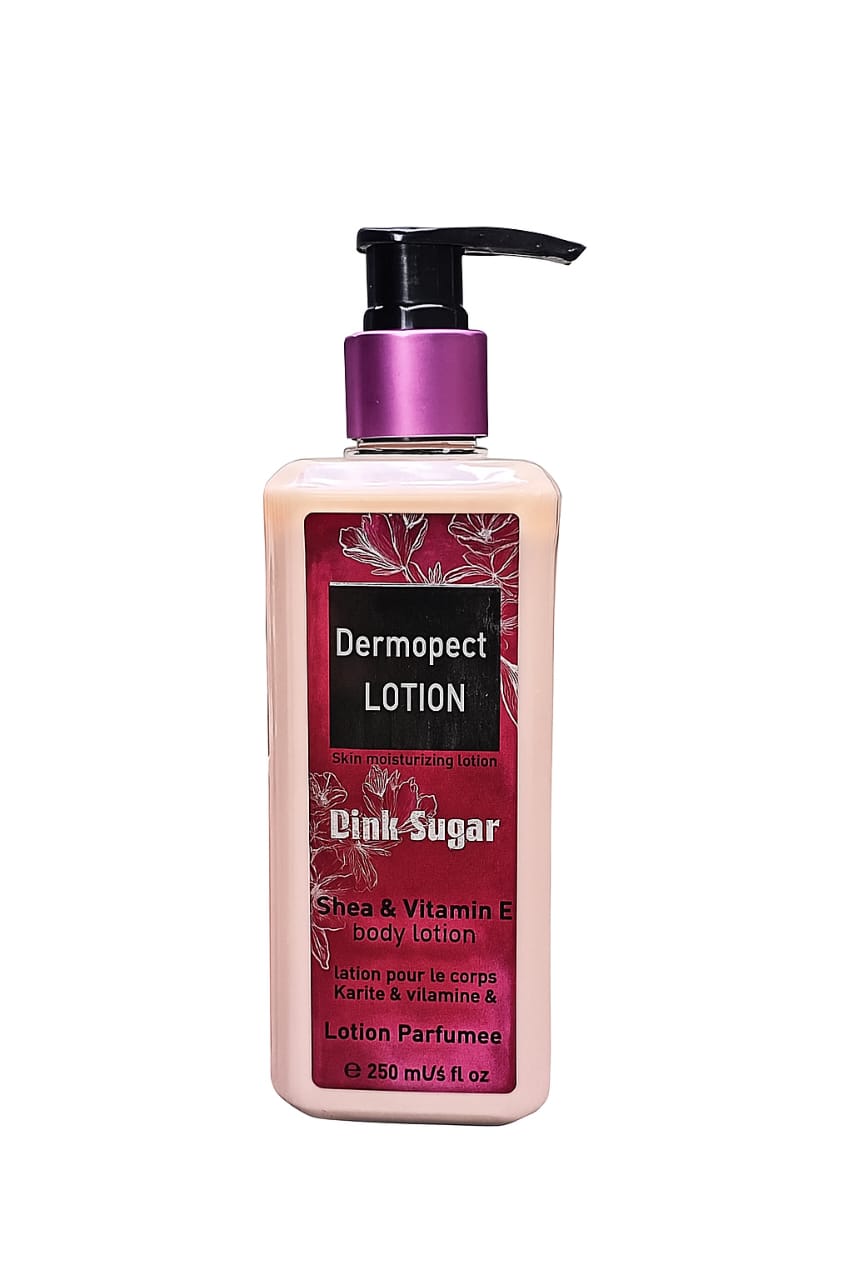 Dermopect
LOTION
Skin moisturizing lotion
Dink Sugar
Shea & Vitamin E
body lotion
lation pour le corps
Karite & vilamine &
Lotion Parfumee
℮ 250 ml/ś fl oz